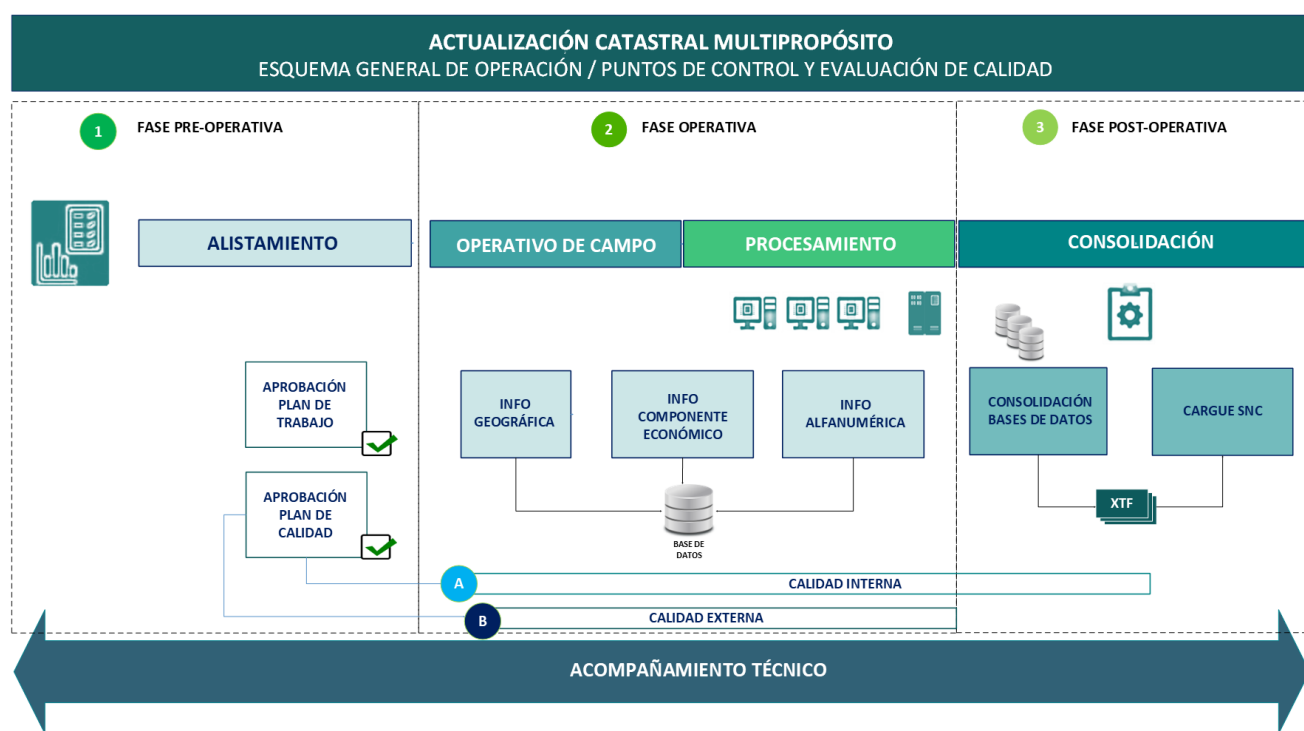 ACTUALIZACIÓN CATASTRAL MULTIPROPÓSITO
ESQUEMA GENERAL DE OPERACIÓN / PUNTOS DE CONTROL Y EVALUACIÓN DE CALIDAD
1
FASE PRE-OPERATIVA
2
FASE OPERATIVA
3
FASE POST-OPERATIVA
ALISTAMIENTO
OPERATIVO DE CAMPO
PROCESAMIENTO
CONSOLIDACIÓN
APROBACIÓN
PLAN DE
TRABAJO
INFO
GEOGRÁFICA
INFO
COMPONENTE
ECONÓMICO
INFO
ALFANUMÉRICA
CONSOLIDACIÓN
BASES DE DATOS
CARGUE SNC
APROBACIÓN
PLAN DE
CALIDAD
XTF
BASE DE
DATOS
A
CALIDAD INTERNA
B
CALIDAD EXTERNA
ACOMPAÑAMIENTO TÉCNICO